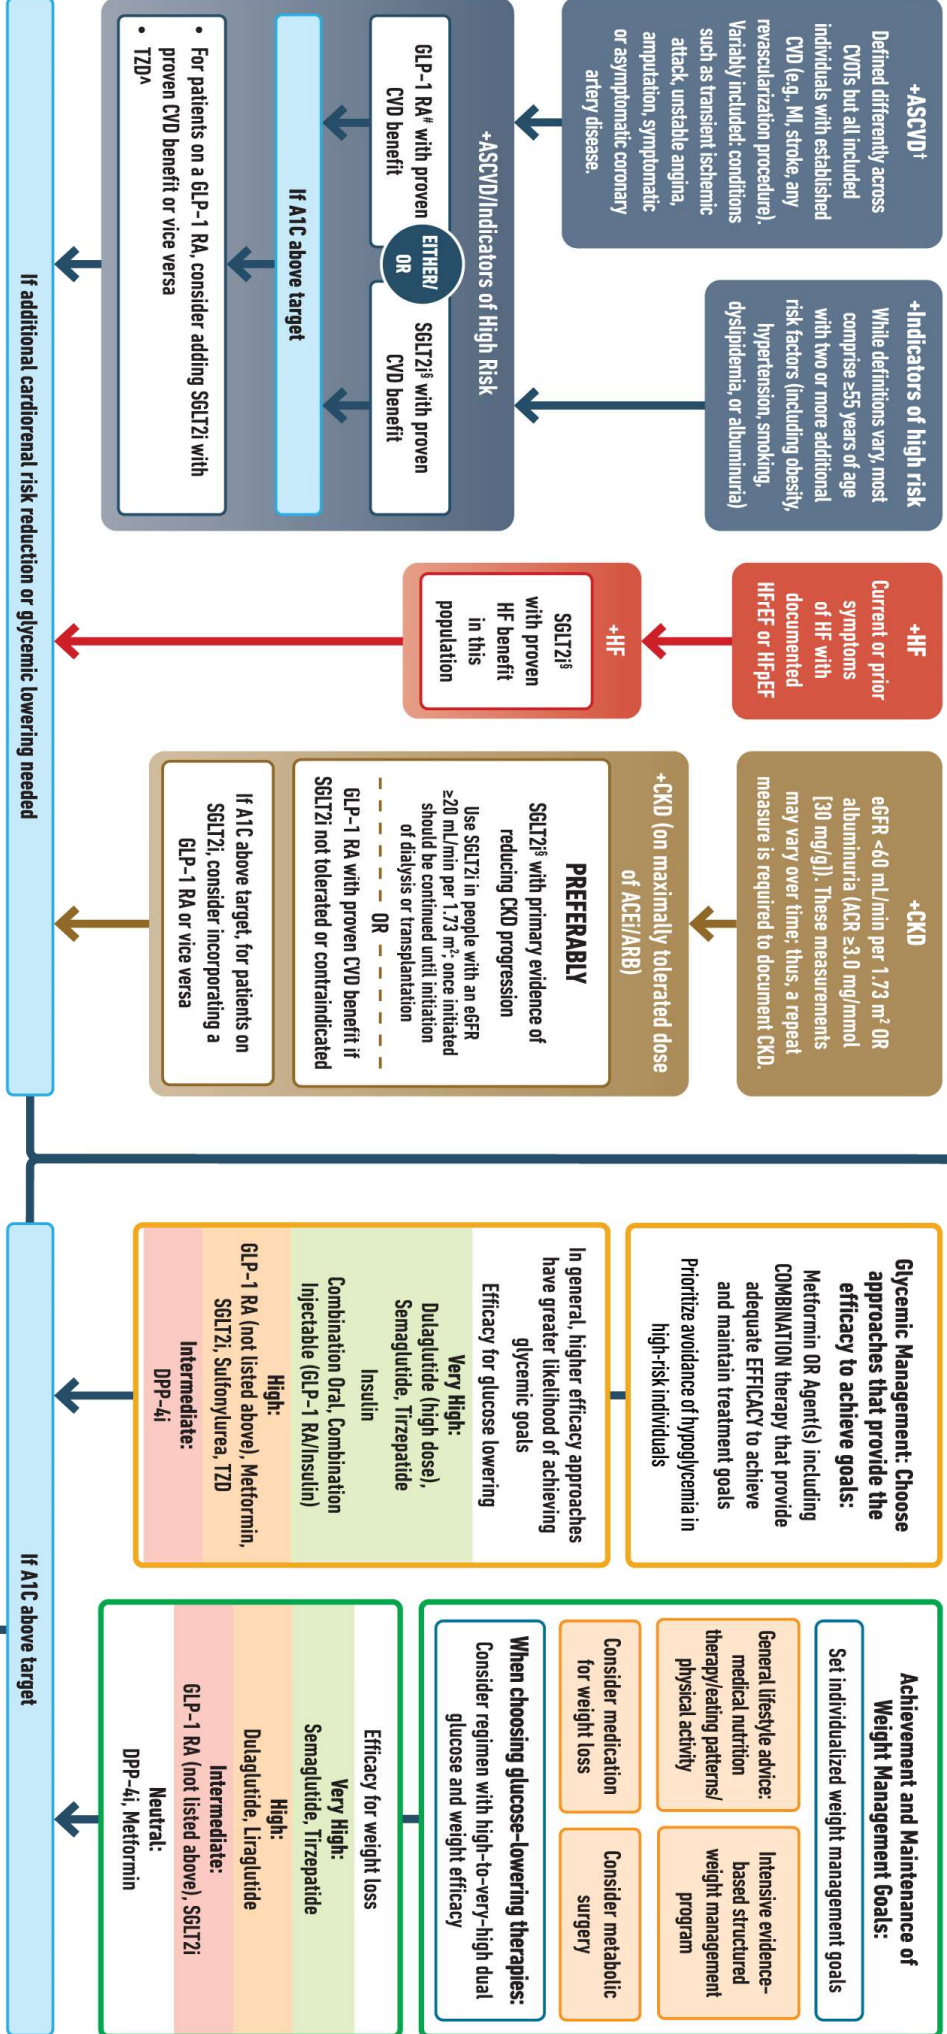 +ASCVD†
Defined differently across
CVOTs but all included
individuals with established
CVD (e.g., MI, stroke, any
revascularization procedure).
Variably included: conditions
such as transient ischemic
attack, unstable angina,
amputation, symptomatic
or asymptomatic coronary
artery disease.
+Indicators of high risk
While definitions vary, most
comprise ≥55 years of age
with two or more additional
risk factors (including obesity,
hypertension, smoking,
dyslipidemia, or albuminuria)
+HF
Current or prior
symptoms
of HF with
documented
HFrEF or HFpEF
+CKD
eGFR <60 mL/min per 1.73 m² OR
albuminuria (ACR ≥3.0 mg/mmol
[30 mg/g]). These measurements
may vary over time; thus, a repeat
measure is required to document CKD.
+ASCVD/Indicators of High Risk
GLP-1 RA# with proven
CVD benefit
EITHER/
OR
SGLT2i§ with proven
CVD benefit
If A1C above target
• For patients on a GLP-1 RA, consider adding SGLT2i with
proven CVD benefit or vice versa
• TZD^
+HF
SGLT2i§
with proven
HF benefit
in this
population
+CKD (on maximally tolerated dose
of ACEi/ARB)
PREFERABLY
SGLT2i§ with primary evidence of
reducing CKD progression
Use SGLT2i in people with an eGFR
≥20 mL/min per 1.73 m²; once initiated
should be continued until initiation
of dialysis or transplantation
OR
GLP-1 RA with proven CVD benefit if
SGLT2i not tolerated or contraindicated
If A1C above target, for patients on
SGLT2i, consider incorporating a
GLP-1 RA or vice versa
If additional cardiorenal risk reduction or glycemic lowering needed
Glycemic Management: Choose
approaches that provide the
efficacy to achieve goals:
Metformin OR Agent(s) including
COMBINATION therapy that provide
adequate EFFICACY to achieve
and maintain treatment goals
Prioritize avoidance of hypoglycemia in
high-risk individuals
In general, higher efficacy approaches
have greater likelihood of achieving
glycemic goals
Efficacy for glucose lowering
Very High:
Dulaglutide (high dose),
Semaglutide, Tirzepatide
Insulin
Combination Oral, Combination
Injectable (GLP-1 RA/Insulin)
High:
GLP-1 RA (not listed above), Metformin,
SGLT2i, Sulfonylurea, TZD
Intermediate:
DPP-4i
Achievement and Maintenance of
Weight Management Goals:
Set individualized weight management goals
General lifestyle advice:
medical nutrition
therapy/eating patterns/
physical activity
Intensive evidence-
based structured
weight management
program
Consider medication
for weight loss
Consider metabolic
surgery
When choosing glucose-lowering therapies:
Consider regimen with high-to-very-high dual
glucose and weight efficacy
Efficacy for weight loss
Very High:
Semaglutide, Tirzepatide
High:
Dulaglutide, Liraglutide
Intermediate:
GLP-1 RA (not listed above), SGLT2i
Neutral:
DPP-4i, Metformin
If A1C above target